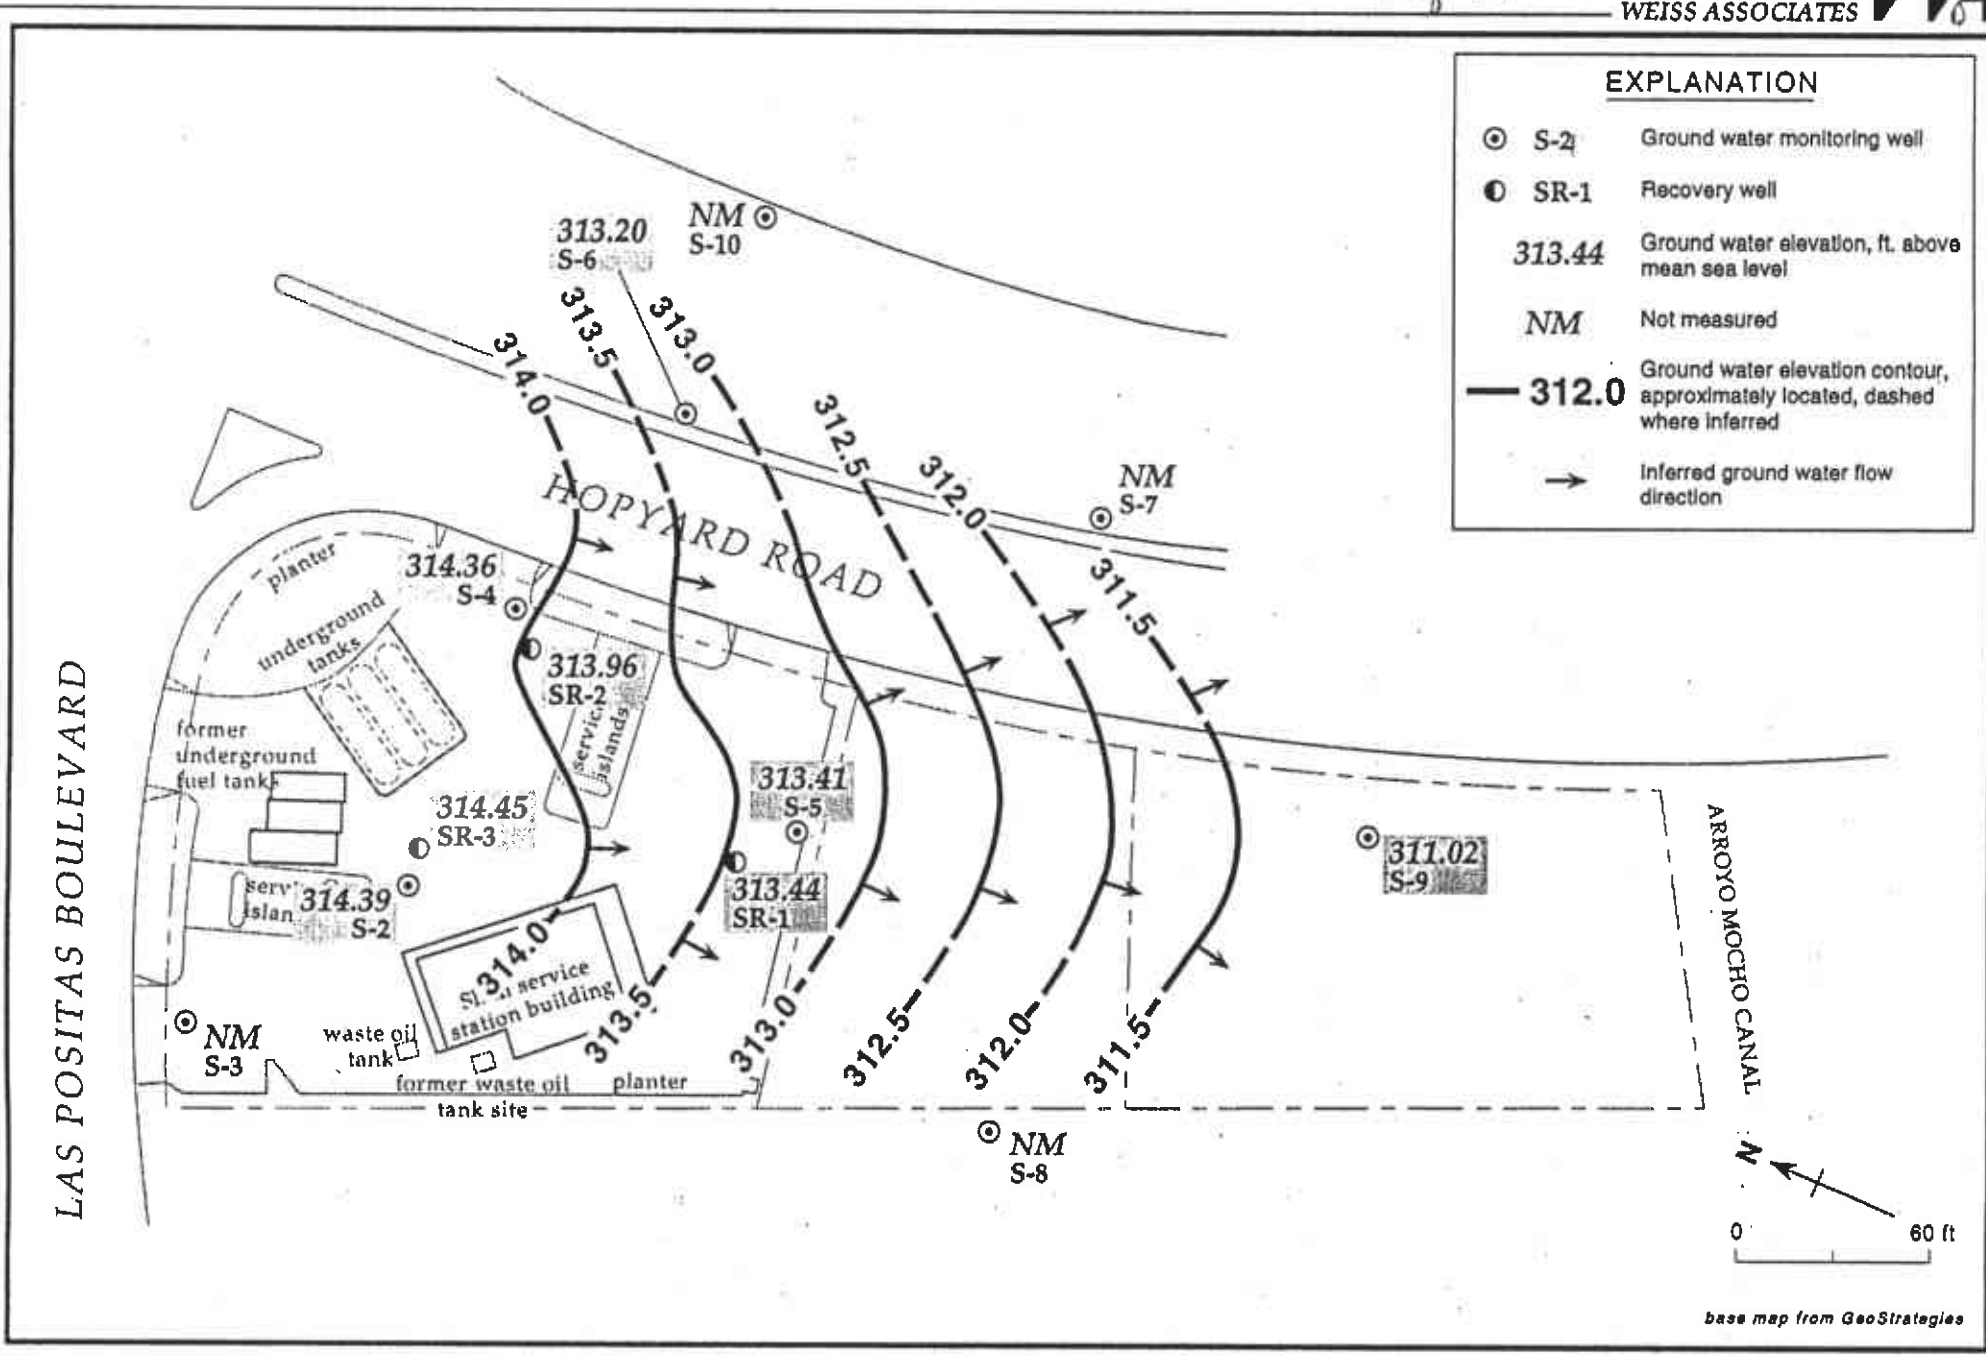 WEISS ASSOCIATES
EXPLANATION
S-2
Ground water monitoring well
SR-1
Recovery well
313.44
Ground water elevation, ft. above
mean sea level
NM
Not measured
312.0
Ground water elevation contour,
approximately located, dashed
where inferred
Inferred ground water flow
direction
313.20
S-6
NM
S-10
314.0
313.5
313.0
312.5
312.0
311.5
NM
S-7
HOPYARD ROAD
planter
314.36
S-4
underground
tanks
313.96
SR-2
service
islands
former
underground
fuel tanks
314.45
SR-3
313.41
S-5
313.44
SR-1
314.39
S-2
311.02
S-9
LAS POSITAS BOULEVARD
ARROYO MOCHO CANAL
314.0
service
station building
313.5
313.0
312.5
312.0
311.5
NM
S-3
waste oil
tank
former waste oil
tank site
planter
NM
S-8
N
0
60 ft
base map from GeoStrategies